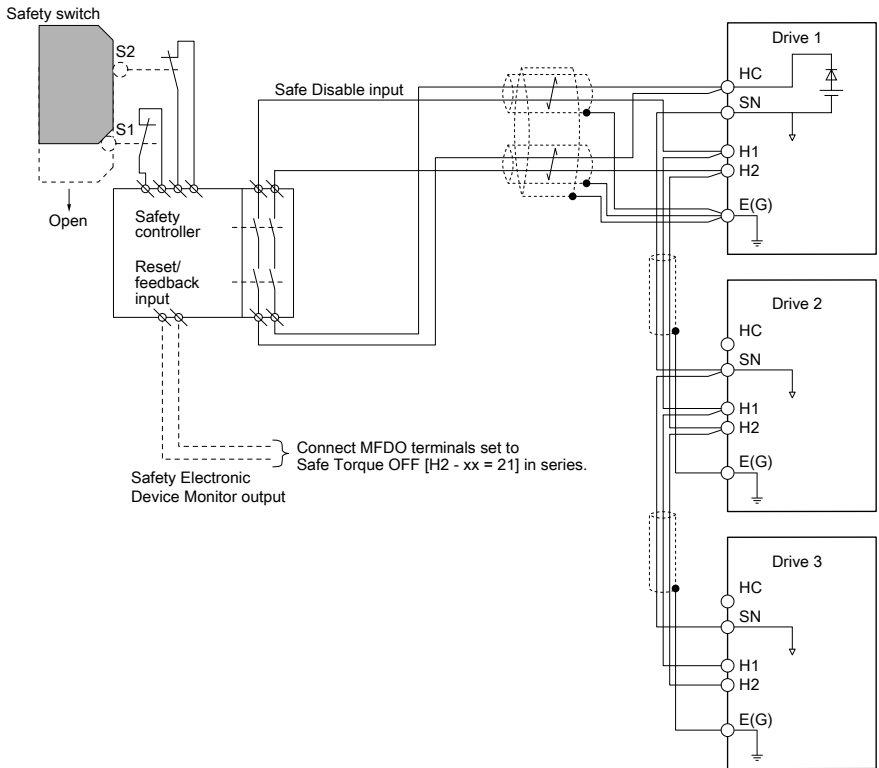 Safety switch
S2
S1
Open
Safety
controller
Reset/
feedback
input
Safe Disable input
Connect MFDO terminals set to
Safe Torque OFF [H2 - xx = 21] in series.
Safety Electronic
Device Monitor output
Drive 1
HC
SN
H1
H2
E(G)
Drive 2
HC
SN
H1
H2
E(G)
Drive 3
HC
SN
H1
H2
E(G)